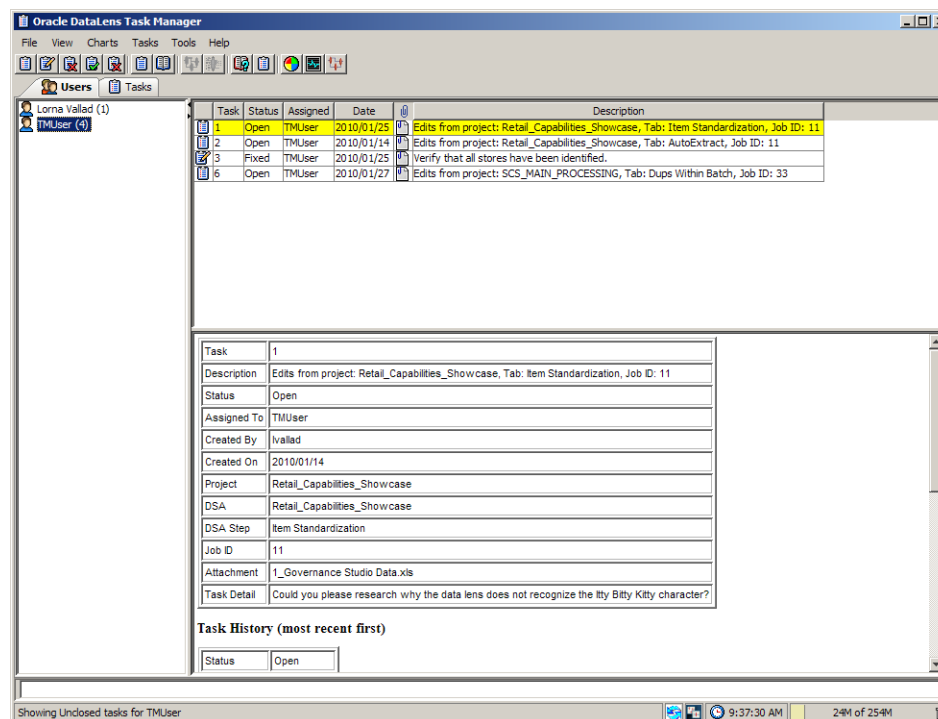 Oracle DataLens Task Manager
File View Charts Tasks Tools Help
Users Tasks
Lorna Vallad (1)
TMUser (4)
Task Status Assigned Date Description
1 Open TMUser 2010/01/25 Edits from project: Retail_Capabilities_Showcase, Tab: Item Standardization, Job ID: 11
2 Open TMUser 2010/01/14 Edits from project: Retail_Capabilities_Showcase, Tab: AutoExtract, Job ID: 11
3 Fixed TMUser 2010/01/25 Verify that all stores have been identified.
6 Open TMUser 2010/01/27 Edits from project: SCS_MAIN_PROCESSING, Tab: Dups Within Batch, Job ID: 33
Task 1
Description Edits from project: Retail_Capabilities_Showcase, Tab: Item Standardization, Job ID: 11
Status Open
Assigned To TMUser
Created By lvallad
Created On 2010/01/14
Project Retail_Capabilities_Showcase
DSA Retail_Capabilities_Showcase
DSA Step Item Standardization
Job ID 11
Attachment 1_Governance Studio Data.xls
Task Detail Could you please research why the data lens does not recognize the Itty Bitty Kitty character?
Task History (most recent first)
Status Open
Showing Unclosed tasks for TMUser 9:37:30 AM 24M of 254M